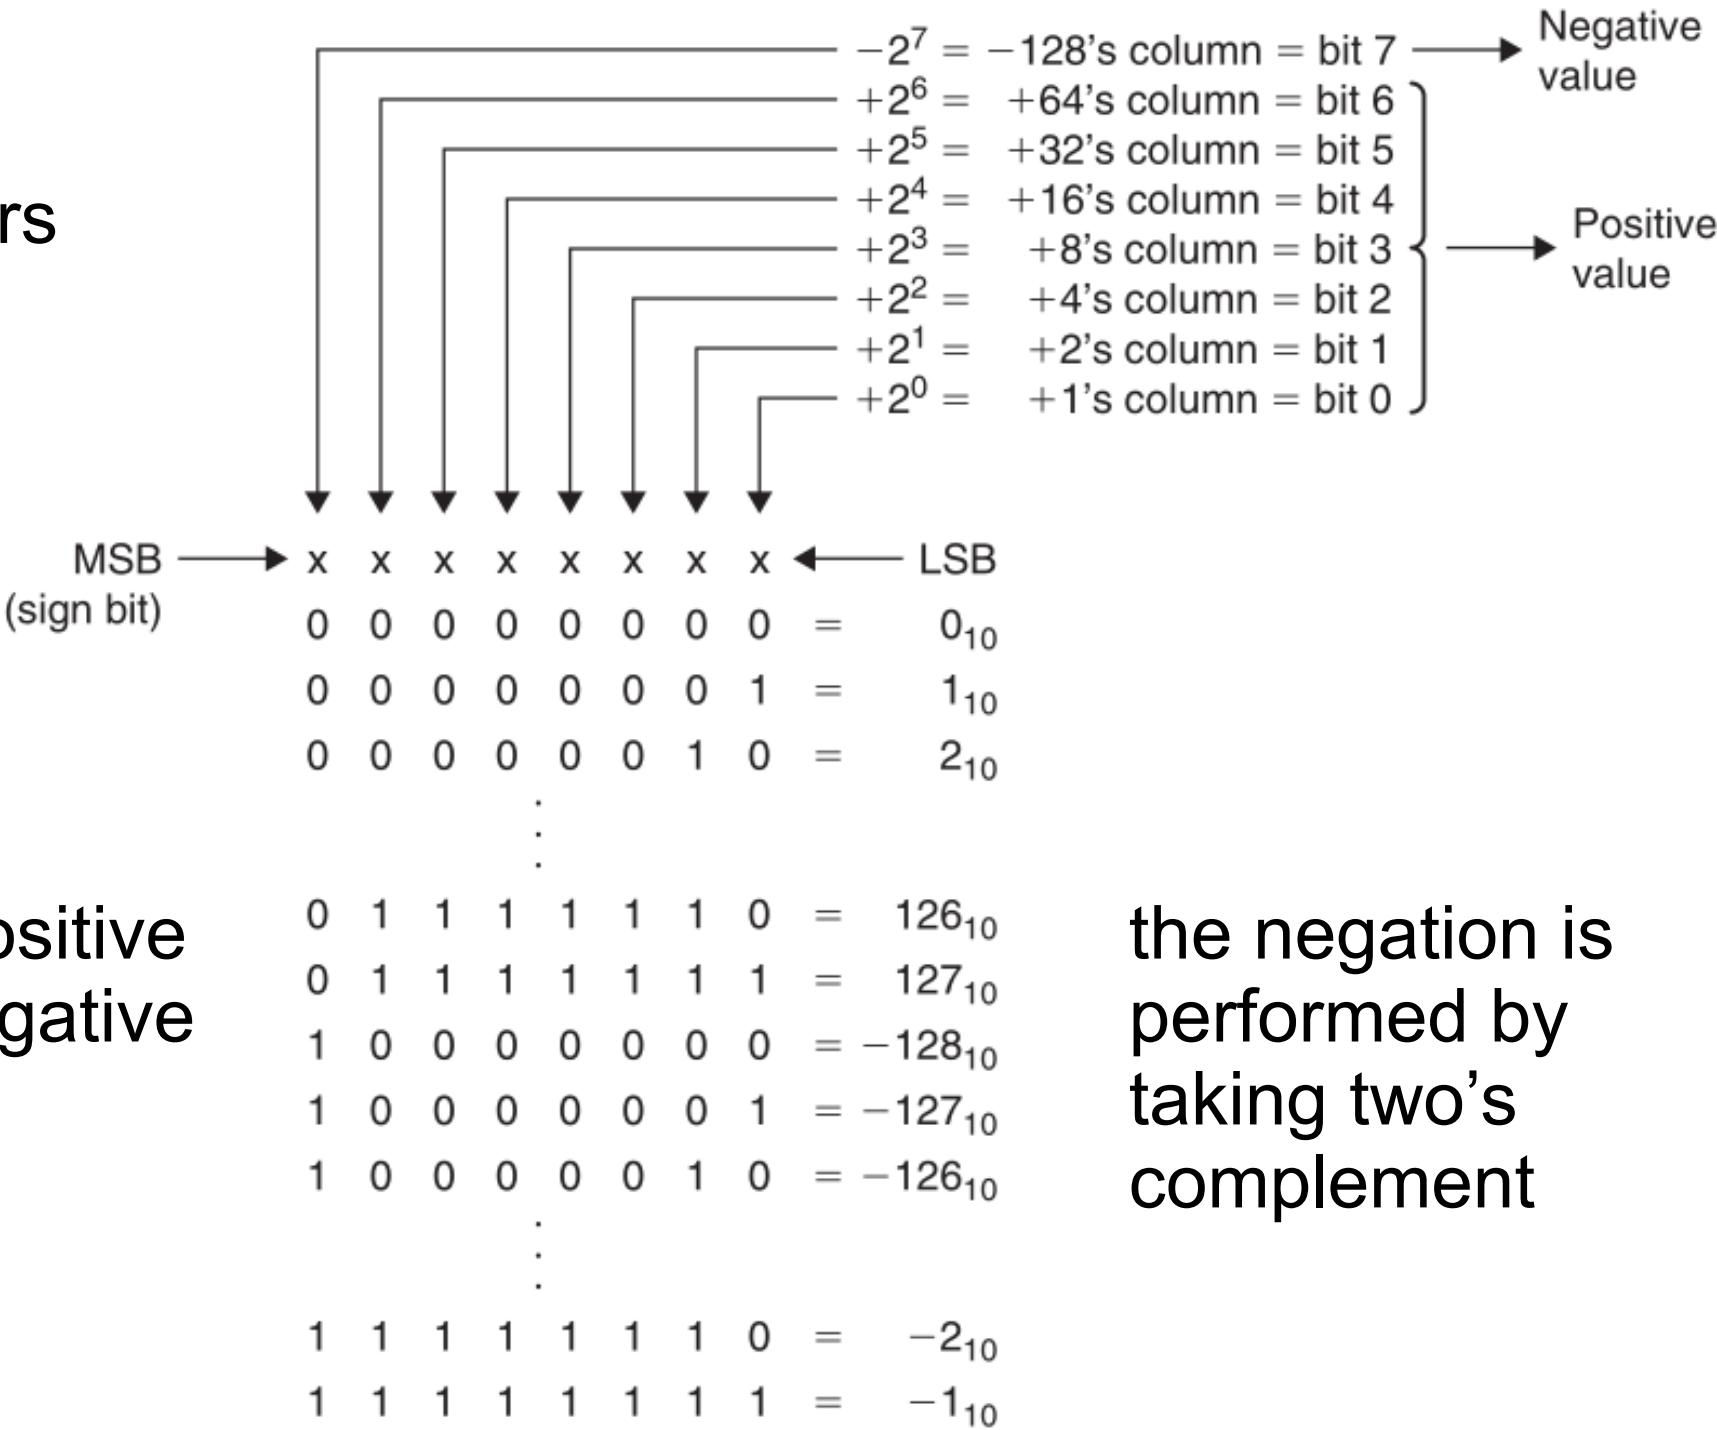 −2⁷ = −128's column = bit 7 Negative value
+2⁶ = +64's column = bit 6
+2⁵ = +32's column = bit 5
+2⁴ = +16's column = bit 4
+2³ = +8's column = bit 3 Positive value
+2² = +4's column = bit 2
+2¹ = +2's column = bit 1
+2⁰ = +1's column = bit 0
rs
MSB x x x x x x x x LSB
(sign bit)
0 0 0 0 0 0 0 0 = 0₁₀
0 0 0 0 0 0 0 1 = 1₁₀
0 0 0 0 0 0 1 0 = 2₁₀
.
.
.
ositive
gative
0 1 1 1 1 1 1 0 = 126₁₀
0 1 1 1 1 1 1 1 = 127₁₀
1 0 0 0 0 0 0 0 = −128₁₀
1 0 0 0 0 0 0 1 = −127₁₀
1 0 0 0 0 0 1 0 = −126₁₀
.
.
.
1 1 1 1 1 1 1 0 = −2₁₀
1 1 1 1 1 1 1 1 = −1₁₀
the negation is
performed by
taking two’s
complement